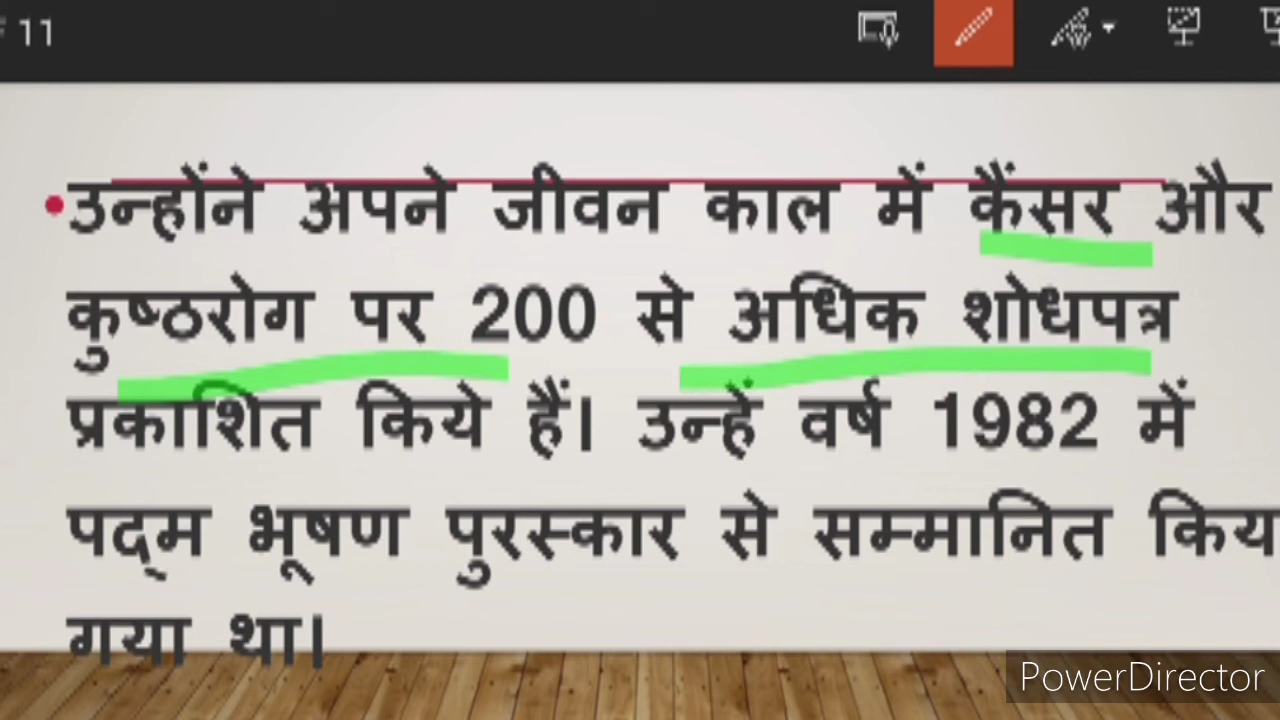 11
उन्होंने अपने जीवन काल में कैंसर और
कुष्ठरोग पर 200 से अधिक शोधपत्र
प्रकाशित किये हैं। उन्हें वर्ष 1982 में
पद्म भूषण पुरस्कार से सम्मानित किय
गया था।
PowerDirector